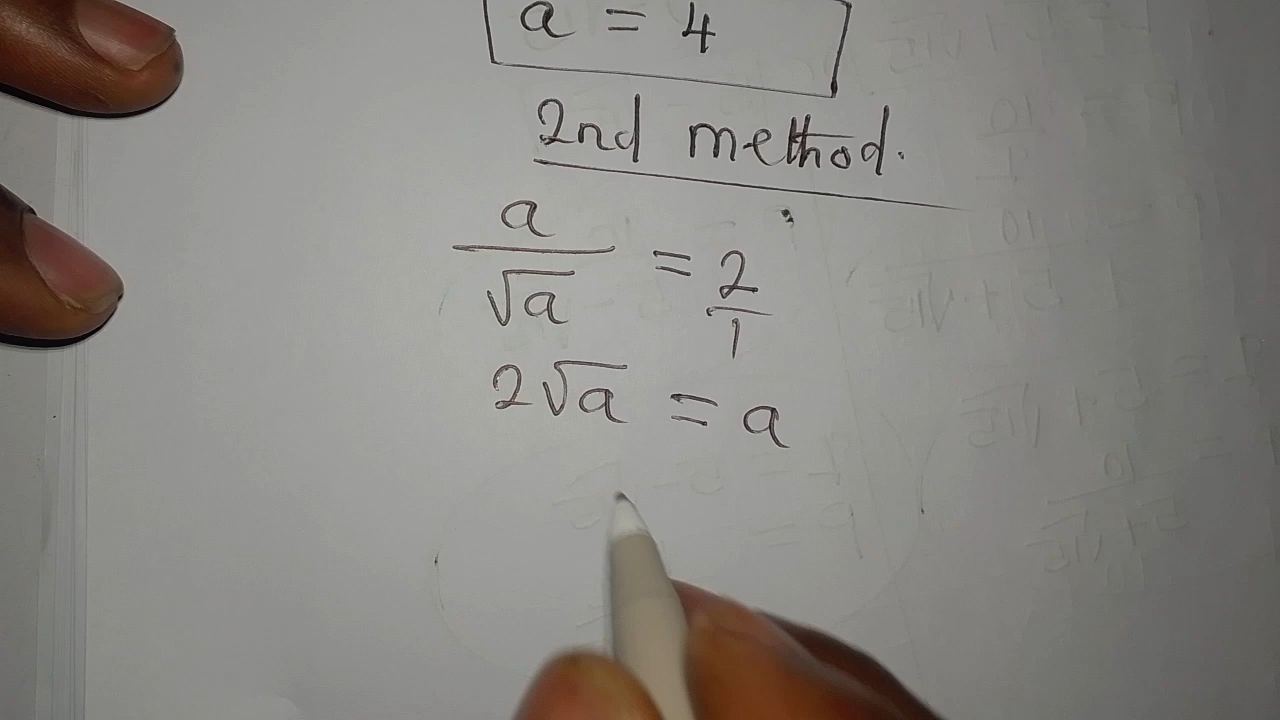 a = 4
2nd method.
a/√a = 2/1
2√a = a